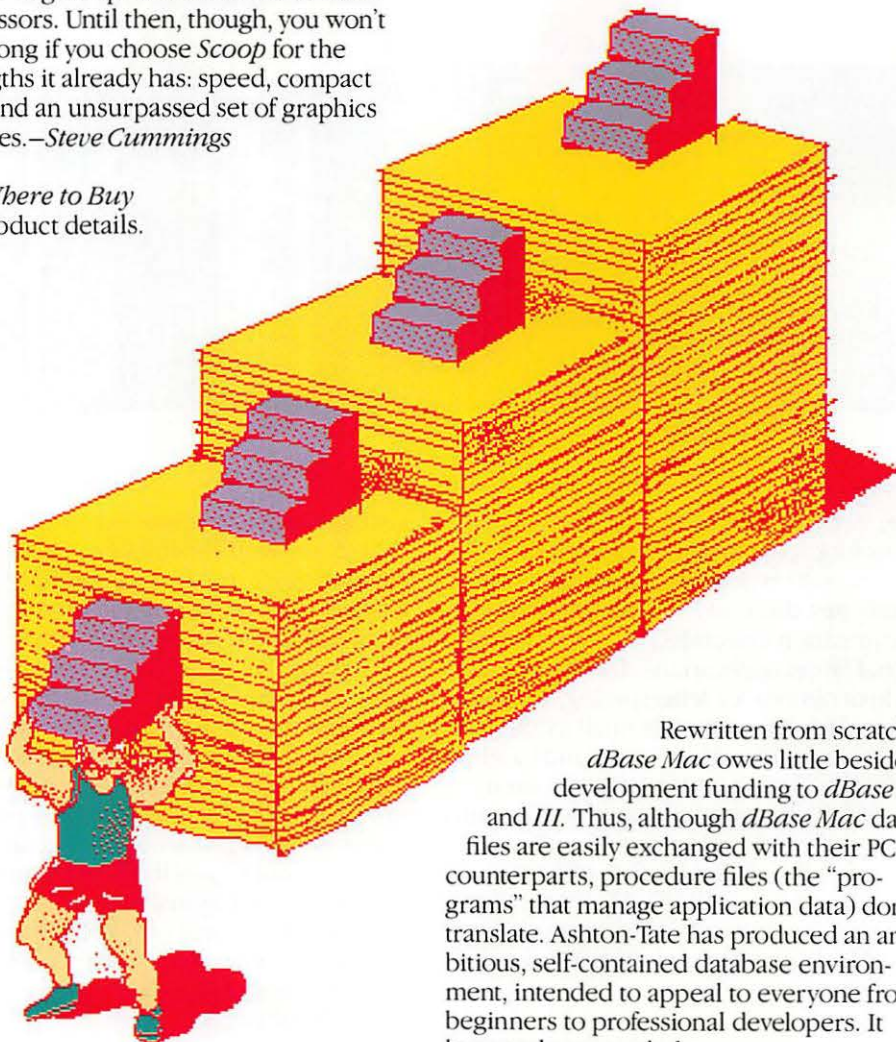 ssors. Until then, though, you won't
ong if you choose Scoop for the
gths it already has: speed, compact
nd an unsurpassed set of graphics
es.–Steve Cummings
here to Buy
oduct details.
Rewritten from scratc
dBase Mac owes little beside
development funding to dBase
and III. Thus, although dBase Mac da
files are easily exchanged with their PC
counterparts, procedure files (the “pro-
grams” that manage application data) don
translate. Ashton-Tate has produced an am
bitious, self-contained database environ-
ment, intended to appeal to everyone fro
beginners to professional developers. It